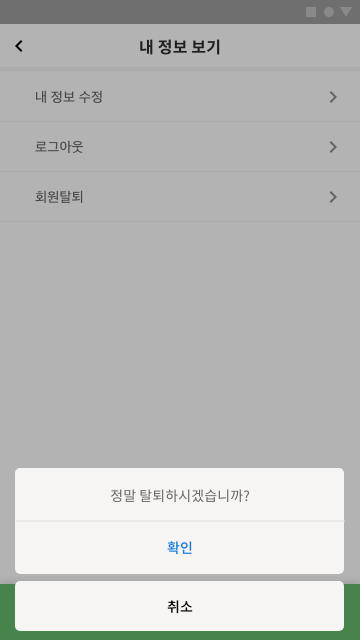 내 정보 보기
내 정보 수정
로그아웃
회원탈퇴
정말 탈퇴하시겠습니까?
확인
취소